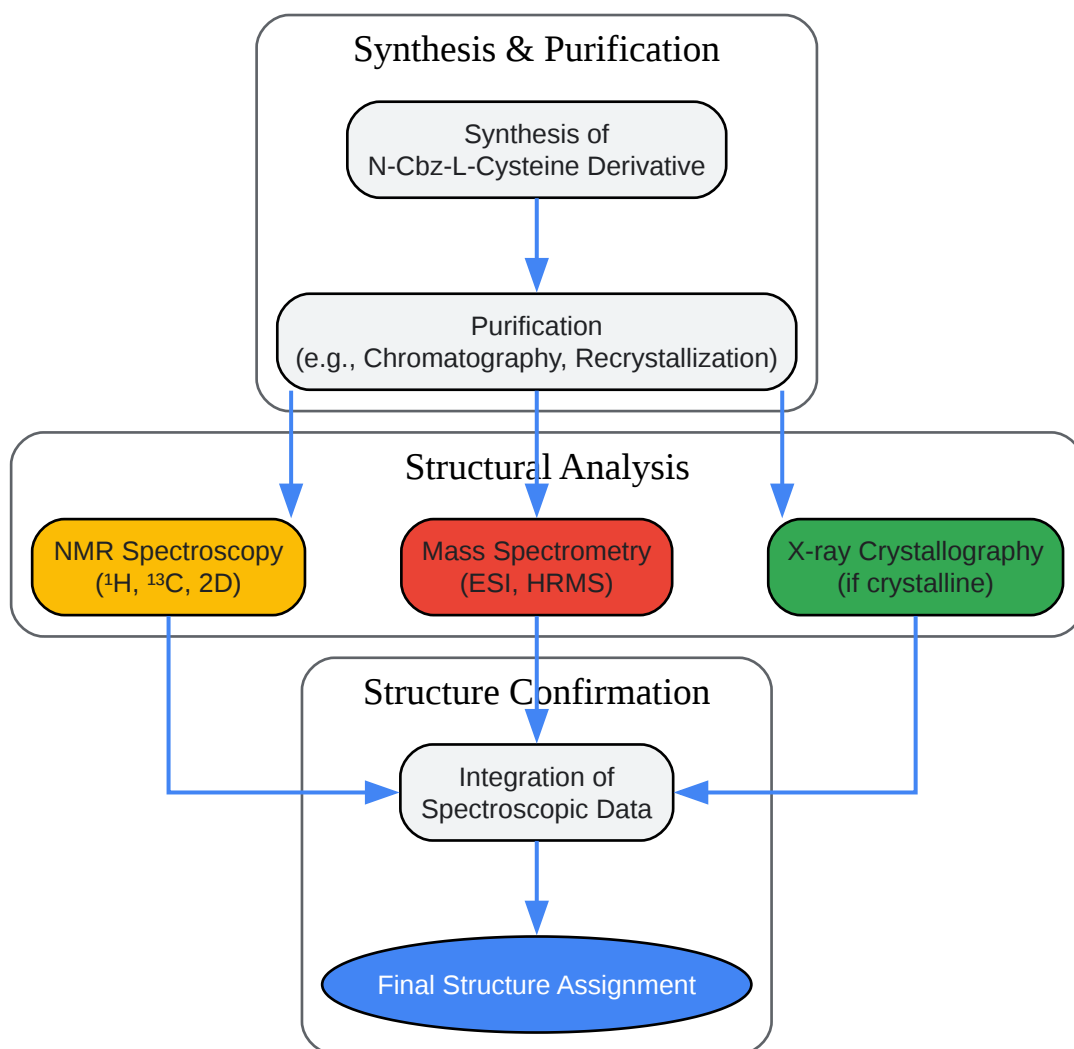 Synthesis & Purification
Synthesis of
N-Cbz-L-Cysteine Derivative
Purification
(e.g., Chromatography, Recrystallization)
Structural Analysis
NMR Spectroscopy
(¹H, ¹³C, 2D)
Mass Spectrometry
(ESI, HRMS)
X-ray Crystallography
(if crystalline)
Structure Confirmation
Integration of
Spectroscopic Data
Final Structure Assignment